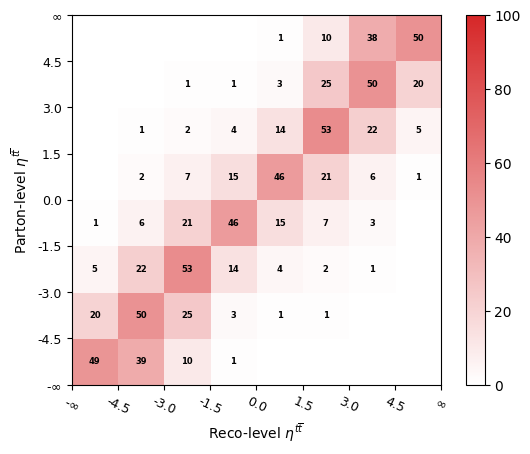 ∞ 1 10 38 50 100
4.5 1 1 3 25 50 20 80
3.0 1 2 4 14 53 22 5 60
1.5 2 7 15 46 21 6 1
0.0 1 6 21 46 15 7 3 40
-1.5 5 22 53 14 4 2 1
-3.0 20 50 25 3 1 1 20
-4.5 49 39 10 1
-∞ 0
Parton-level η^{tt̅}
-∞ -4.5 -3.0 -1.5 0.0 1.5 3.0 4.5 ∞
Reco-level η^{tt̅}